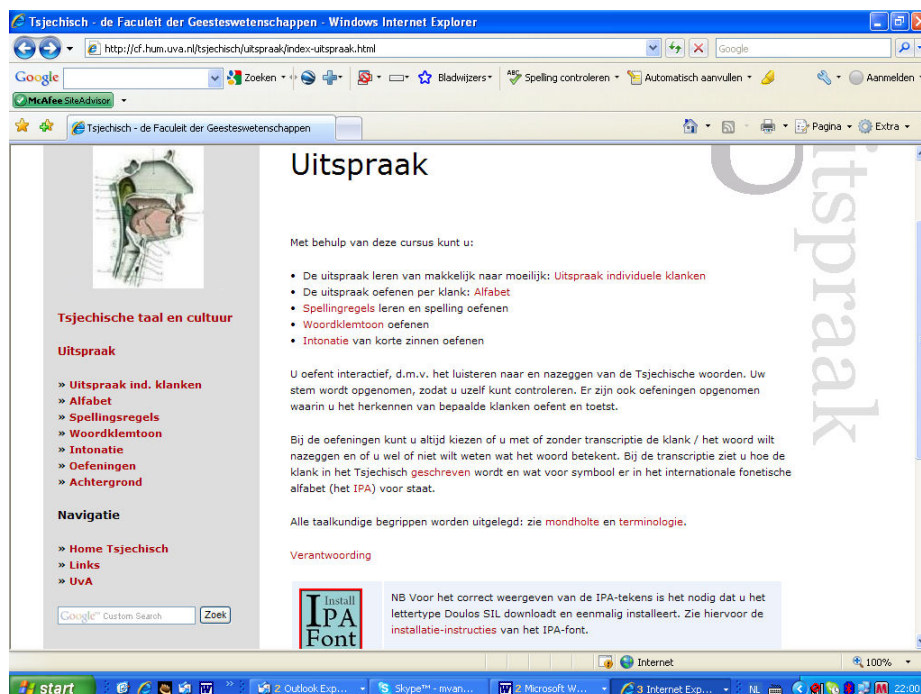 Tsjechisch - de Faculeit der Geesteswetenschappen - Windows Internet Explorer
http://cf.hum.uva.nl/tsjechisch/uitspraak/index-uitspraak.html
Google
Google
Zoeken
Bladwijzers
Spelling controleren
Automatisch aanvullen
Aanmelden
McAfee SiteAdvisor
Tsjechisch - de Faculeit der Geesteswetenschappen
Pagina
Extra
Uitspraak
Tsjechische taal en cultuur
Uitspraak
» Uitspraak ind. klanken
» Alfabet
» Spellingsregels
» Woordklemtoon
» Intonatie
» Oefeningen
» Achtergrond
Navigatie
» Home Tsjechisch
» Links
» UvA
Google™ Custom Search
Zoek
Uitspraak
Met behulp van deze cursus kunt u:
• De uitspraak leren van makkelijk naar moeilijk: Uitspraak individuele klanken
• De uitspraak oefenen per klank: Alfabet
• Spellingregels leren en spelling oefenen
• Woordklemtoon oefenen
• Intonatie van korte zinnen oefenen
U oefent interactief, d.m.v. het luisteren naar en nazeggen van de Tsjechische woorden. Uw
stem wordt opgenomen, zodat u uzelf kunt controleren. Er zijn ook oefeningen opgenomen
waarin u het herkennen van bepaalde klanken oefent en toetst.
Bij de oefeningen kunt u altijd kiezen of u met of zonder transcriptie de klank / het woord wilt
nazeggen en of u wel of niet wilt weten wat het woord betekent. Bij de transcriptie ziet u hoe de
klank in het Tsjechisch geschreven wordt en wat voor symbool er in het internationale fonetische
alfabet (het IPA) voor staat.
Alle taalkundige begrippen worden uitgelegd: zie mondholte en terminologie.
Verantwoording
Install
IPA
Font
NB Voor het correct weergeven van de IPA-tekens is het nodig dat u het
lettertype Doulos SIL downloadt en eenmalig installeert. Zie hiervoor de
installatie-instructies van het IPA-font.
Internet
100%
start
2 Outlook Exp...
Skype™ - mvan...
2 Microsoft W...
3 Internet Exp...
NL